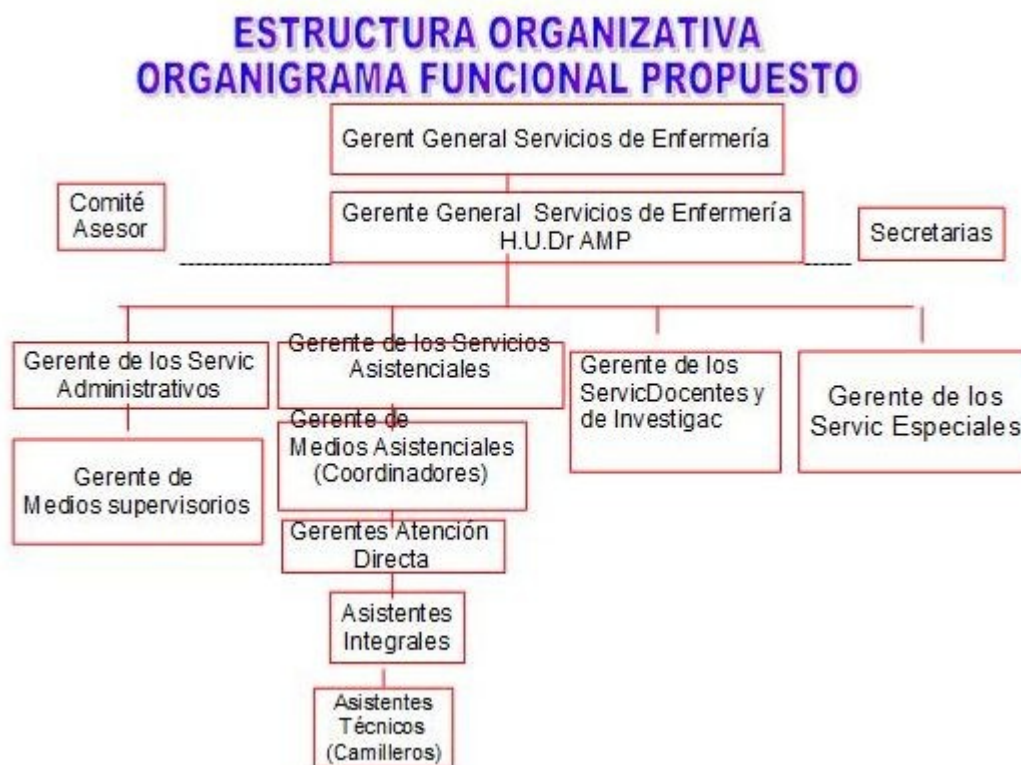 ESTRUCTURA ORGANIZATIVA
ORGANIGRAMA FUNCIONAL PROPUESTO
Gerent General Servicios de Enfermería
Comité
Asesor
Gerente General Servicios de Enfermería
H.U.Dr AMP
Secretarias
Gerente de los Servic
Administrativos
Gerente de los Servicios
Asistenciales
Gerente de los
ServicDocentes y
de Investigac
Gerente de los
Servic Especiales
Gerente de
Medios supervisorios
Gerente de
Medios Asistenciales
(Coordinadores)
Gerentes Atención
Directa
Asistentes
Integrales
Asistentes
Técnicos
(Camilleros)